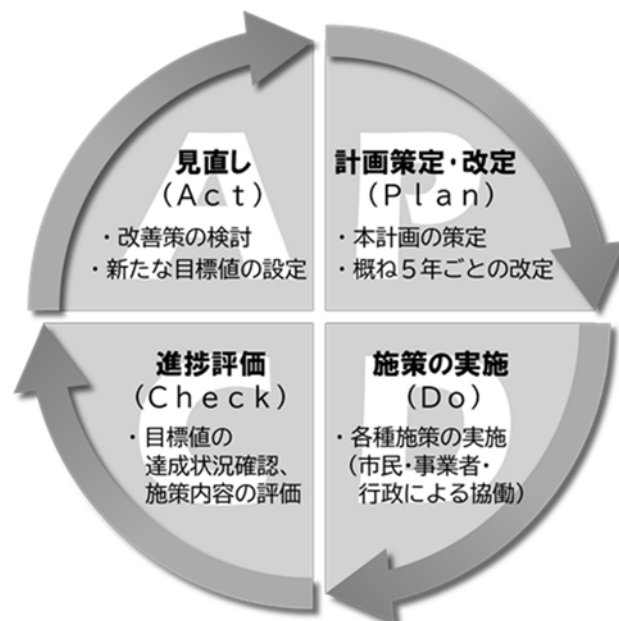 A
見直し
(Act)
・改善策の検討
・新たな目標値の設定
P
計画策定・改定
(Plan)
・本計画の策定
・概ね5年ごとの改定
C
進捗評価
(Check)
・目標値の
達成状況確認、
施策内容の評価
D
施策の実施
(Do)
・各種施策の実施
(市民・事業者・
行政による協働)